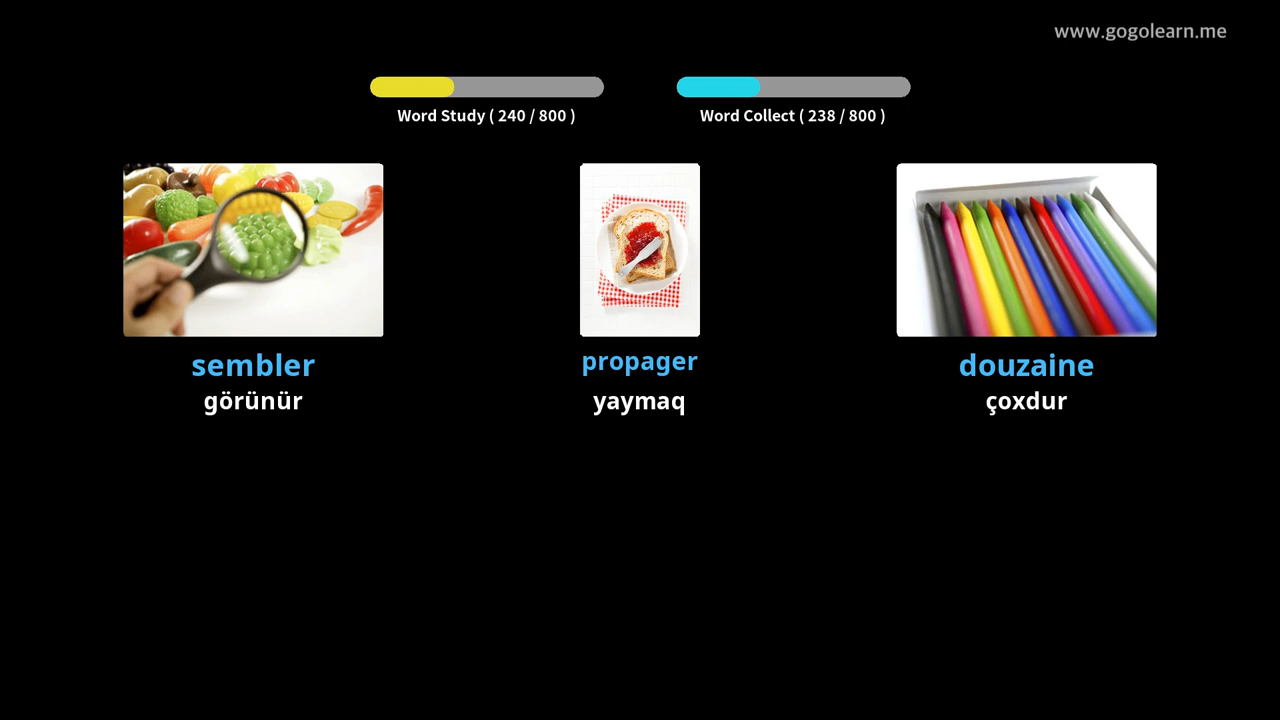 www.gogolearn.me
Word Study ( 240 / 800 )
Word Collect ( 238 / 800 )
sembler
görünür
propager
yaymaq
douzaine
çoxdur